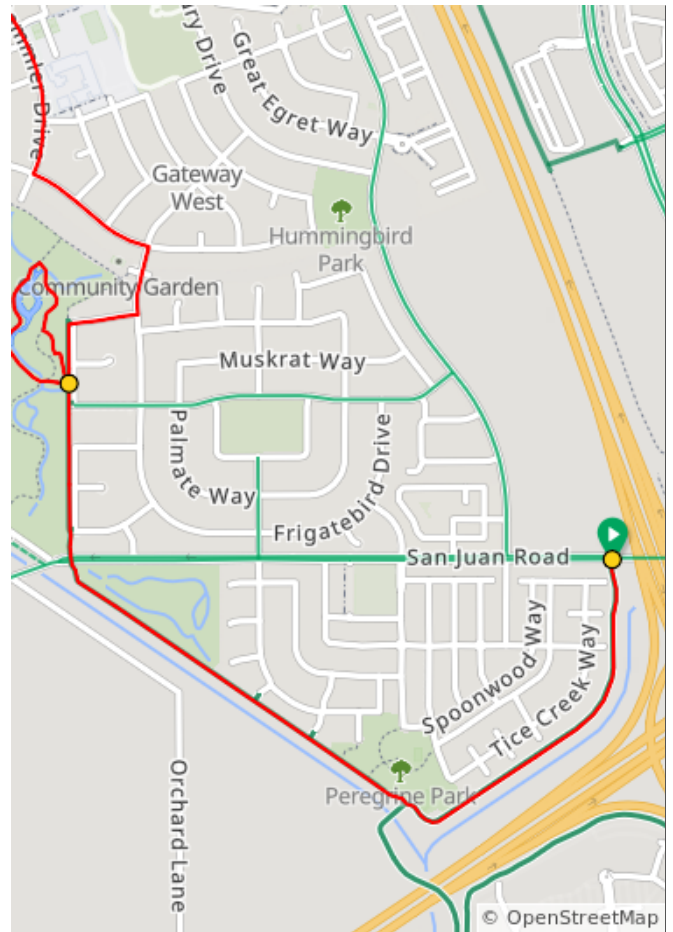 Drive
Drive
Great Egret Way
Gateway
West
Hummingbird
Park
Community Garden
Muskrat Way
Palmate Way
Frigatebird Drive
San Juan Road
Spoonwood Way
Tice Creek Way
Peregrine Park
Orchard Lane
© OpenStreetMap